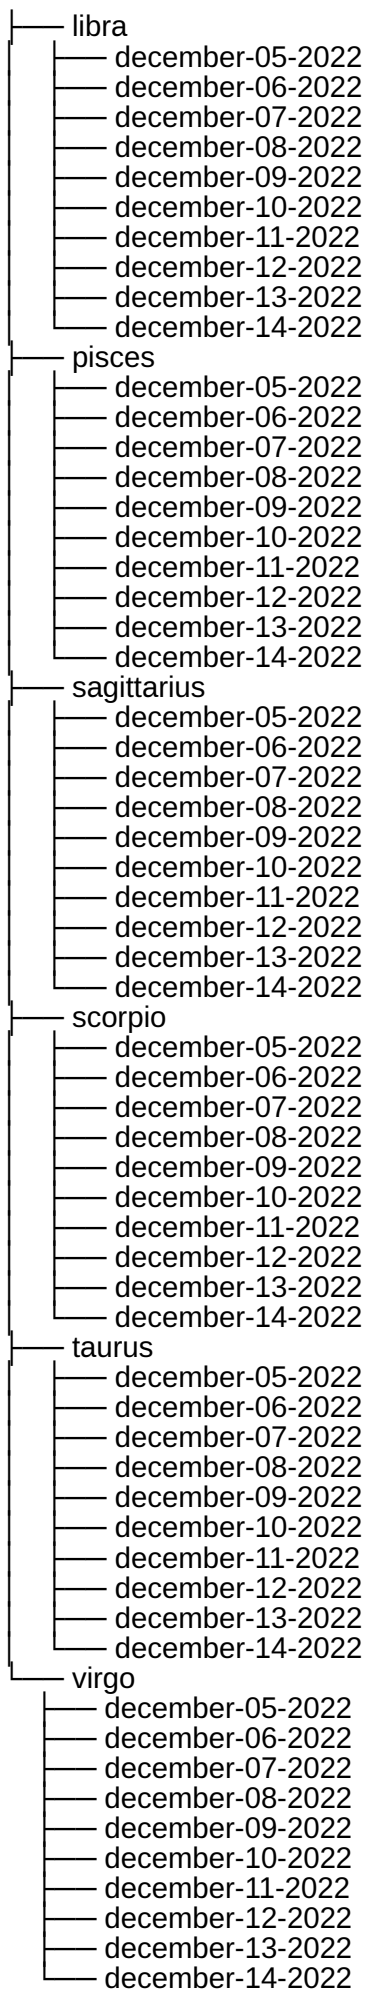 ├── libra
│   ├── december-05-2022
│   ├── december-06-2022
│   ├── december-07-2022
│   ├── december-08-2022
│   ├── december-09-2022
│   ├── december-10-2022
│   ├── december-11-2022
│   ├── december-12-2022
│   ├── december-13-2022
│   └── december-14-2022
├── pisces
│   ├── december-05-2022
│   ├── december-06-2022
│   ├── december-07-2022
│   ├── december-08-2022
│   ├── december-09-2022
│   ├── december-10-2022
│   ├── december-11-2022
│   ├── december-12-2022
│   ├── december-13-2022
│   └── december-14-2022
├── sagittarius
│   ├── december-05-2022
│   ├── december-06-2022
│   ├── december-07-2022
│   ├── december-08-2022
│   ├── december-09-2022
│   ├── december-10-2022
│   ├── december-11-2022
│   ├── december-12-2022
│   ├── december-13-2022
│   └── december-14-2022
├── scorpio
│   ├── december-05-2022
│   ├── december-06-2022
│   ├── december-07-2022
│   ├── december-08-2022
│   ├── december-09-2022
│   ├── december-10-2022
│   ├── december-11-2022
│   ├── december-12-2022
│   ├── december-13-2022
│   └── december-14-2022
├── taurus
│   ├── december-05-2022
│   ├── december-06-2022
│   ├── december-07-2022
│   ├── december-08-2022
│   ├── december-09-2022
│   ├── december-10-2022
│   ├── december-11-2022
│   ├── december-12-2022
│   ├── december-13-2022
│   └── december-14-2022
└── virgo
    ├── december-05-2022
    ├── december-06-2022
    ├── december-07-2022
    ├── december-08-2022
    ├── december-09-2022
    ├── december-10-2022
    ├── december-11-2022
    ├── december-12-2022
    ├── december-13-2022
    └── december-14-2022